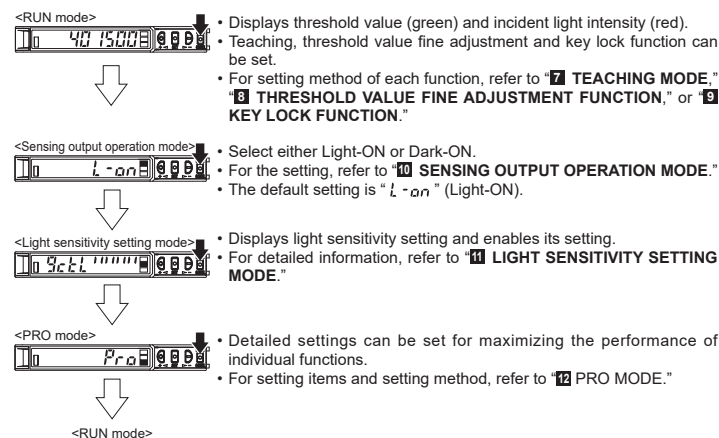 <RUN mode>
40 1500
• Displays threshold value (green) and incident light intensity (red).
• Teaching, threshold value fine adjustment and key lock function can
be set.
• For setting method of each function, refer to “7 TEACHING MODE,”
“8 THRESHOLD VALUE FINE ADJUSTMENT FUNCTION,” or “9
KEY LOCK FUNCTION.”
<Sensing output operation mode>
L-on
• Select either Light-ON or Dark-ON.
• For the setting, refer to “10 SENSING OUTPUT OPERATION MODE.”
• The default setting is “ L-on ” (Light-ON).
<Light sensitivity setting mode>
gctL
• Displays light sensitivity setting and enables its setting.
• For detailed information, refer to “11 LIGHT SENSITIVITY SETTING
MODE.”
<PRO mode>
Pro
• Detailed settings can be set for maximizing the performance of
individual functions.
• For setting items and setting method, refer to “12 PRO MODE.”
<RUN mode>